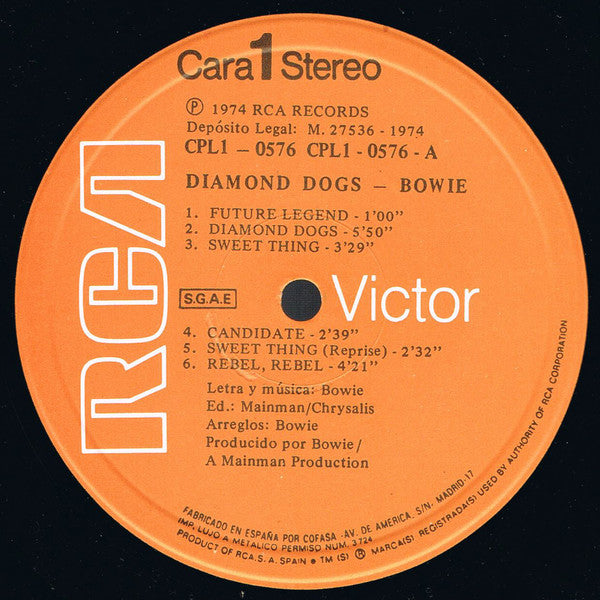 Cara 1 Stereo
Ⓟ 1974 RCA RECORDS
Depósito Legal: M. 27536 - 1974
CPL1 — 0576 CPL1 - 0576 - A
DIAMOND DOGS — BOWIE
1. FUTURE LEGEND - 1'00"
2. DIAMOND DOGS - 5'50"
3. SWEET THING - 3'29"
RCA
S.G.A.E
Victor
4. CANDIDATE - 2'39"
5. SWEET THING (Reprise) - 2'32"
6. REBEL, REBEL - 4'21"
Letra y música: Bowie
Ed.: Mainman/Chrysalis
Arreglos: Bowie
Producido por Bowie/
A Mainman Production
FABRICADO EN ESPAÑA POR COFASA -AV. DE AMERICA, S/N. MADRID-17
IMP. LUJO A METALICO PERMISO NUM. 3724
PRODUCT OF RCA.S.A. SPAIN ● TM (S) ® MARCA(S) REGISTRADA(S) USED BY AUTHORITY OF RCA CORPORATION